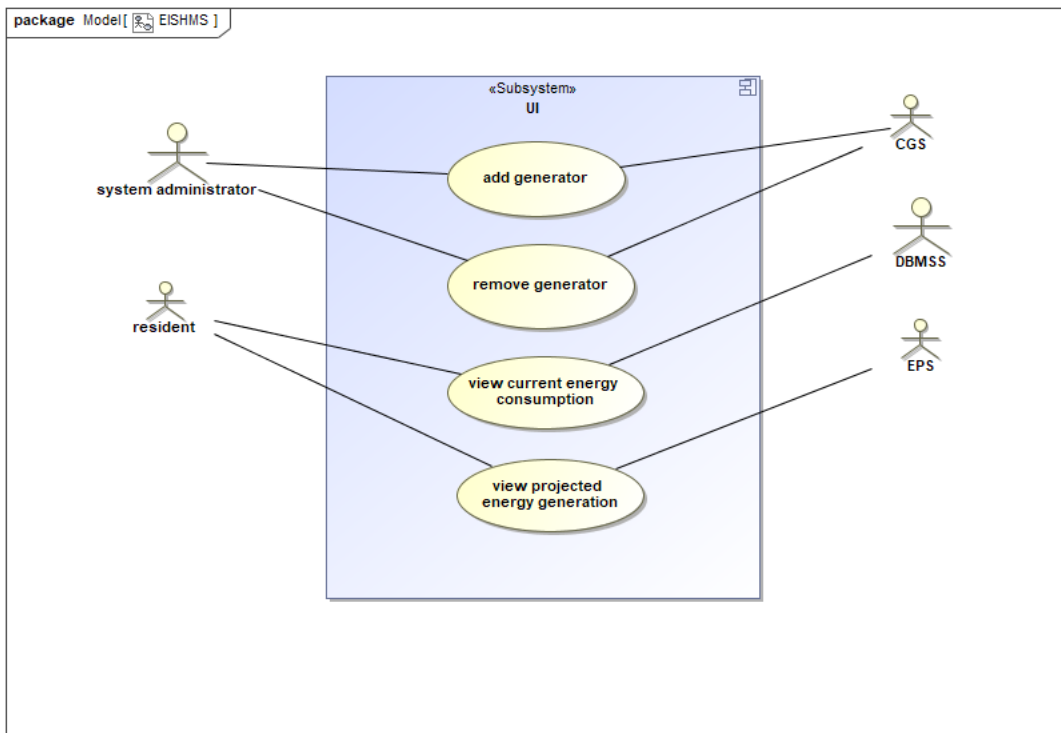 package Model[ EISHMS ]
«Subsystem»
UI
system administrator
resident
add generator
remove generator
view current energy
consumption
view projected
energy generation
CGS
DBMSS
EPS